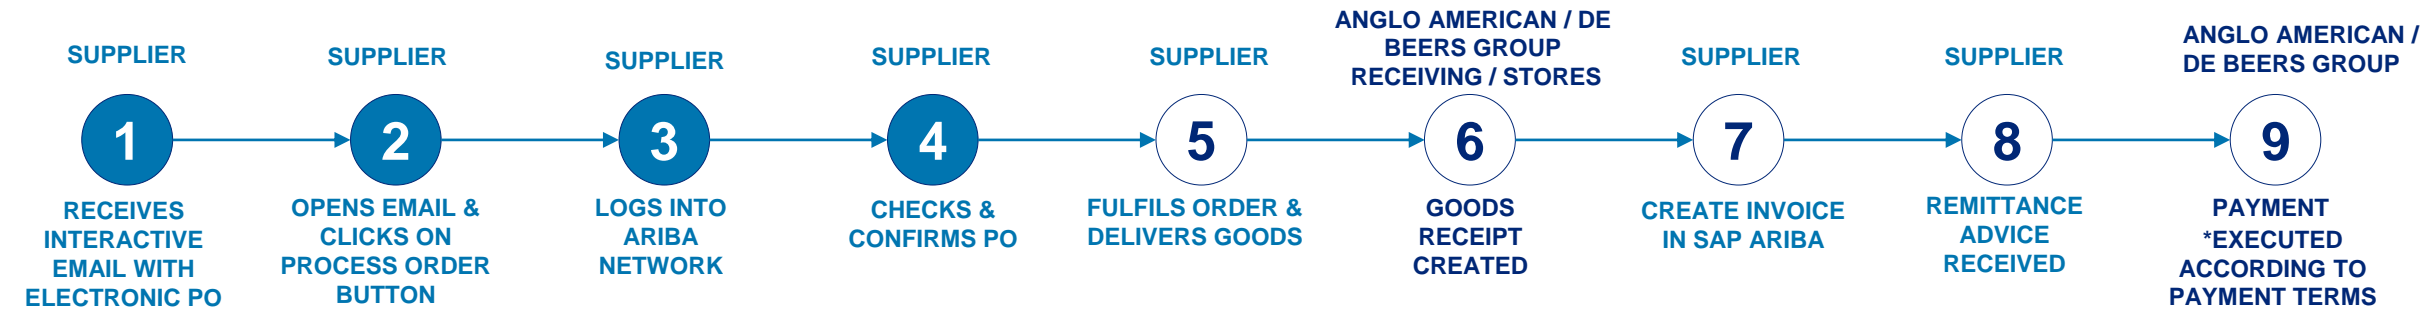 SUPPLIER
1
RECEIVES
INTERACTIVE
EMAIL WITH
ELECTRONIC PO
SUPPLIER
2
OPENS EMAIL &
CLICKS ON
PROCESS ORDER
BUTTON
SUPPLIER
3
LOGS INTO
ARIBA
NETWORK
SUPPLIER
4
CHECKS &
CONFIRMS PO
SUPPLIER
5
FULFILS ORDER &
DELIVERS GOODS
ANGLO AMERICAN / DE
BEERS GROUP
RECEIVING / STORES
6
GOODS
RECEIPT
CREATED
SUPPLIER
7
CREATE INVOICE
IN SAP ARIBA
SUPPLIER
8
REMITTANCE
ADVICE
RECEIVED
ANGLO AMERICAN /
DE BEERS GROUP
9
PAYMENT
*EXECUTED
ACCORDING TO
PAYMENT TERMS